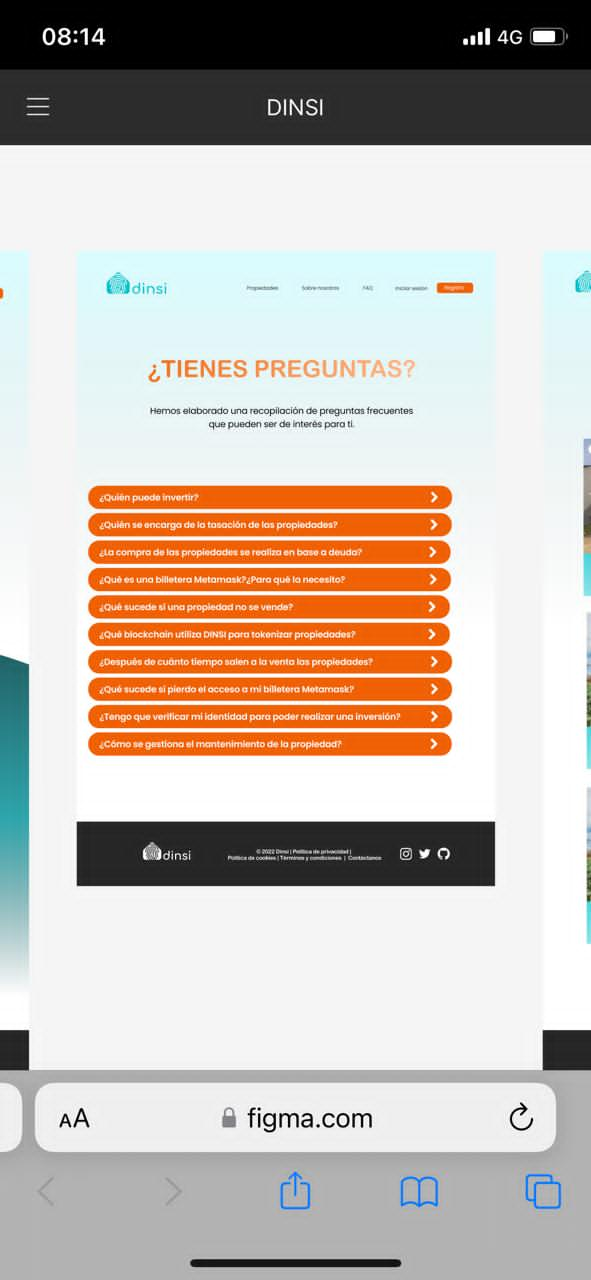 08:14
4G
DINSI
dinsi
Propiedades
Sobre nosotros
FAQ
Iniciar sesión
Registro
¿TIENES PREGUNTAS?
Hemos elaborado una recopilación de preguntas frecuentes
que pueden ser de interés para ti.
¿Quién puede invertir?
¿Quién se encarga de la tasación de las propiedades?
¿La compra de las propiedades se realiza en base a deuda?
¿Qué es una billetera Metamask?¿Para qué la necesito?
¿Qué sucede si una propiedad no se vende?
¿Qué blockchain utiliza DINSI para tokenizar propiedades?
¿Después de cuánto tiempo salen a la venta las propiedades?
¿Qué sucede si pierdo el acceso a mi billetera Metamask?
¿Tengo que verificar mi identidad para poder realizar una inversión?
¿Cómo se gestiona el mantenimiento de la propiedad?
dinsi
© 2022 Dinsi | Política de privacidad |
Política de cookies | Términos y condiciones | Contáctanos
AA
figma.com